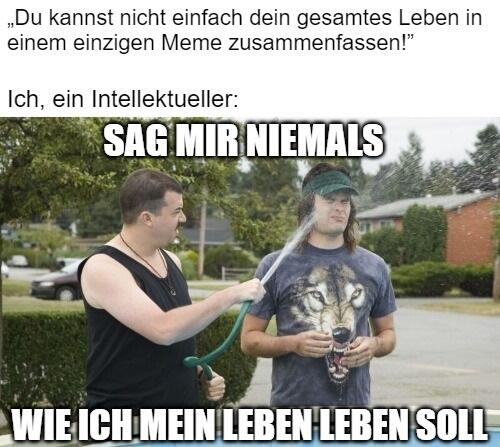 „Du kannst nicht einfach dein gesamtes Leben in
einem einzigen Meme zusammenfassen!”
Ich, ein Intellektueller:
SAG MIR NIEMALS
WIE ICH MEIN LEBEN LEBEN SOLL